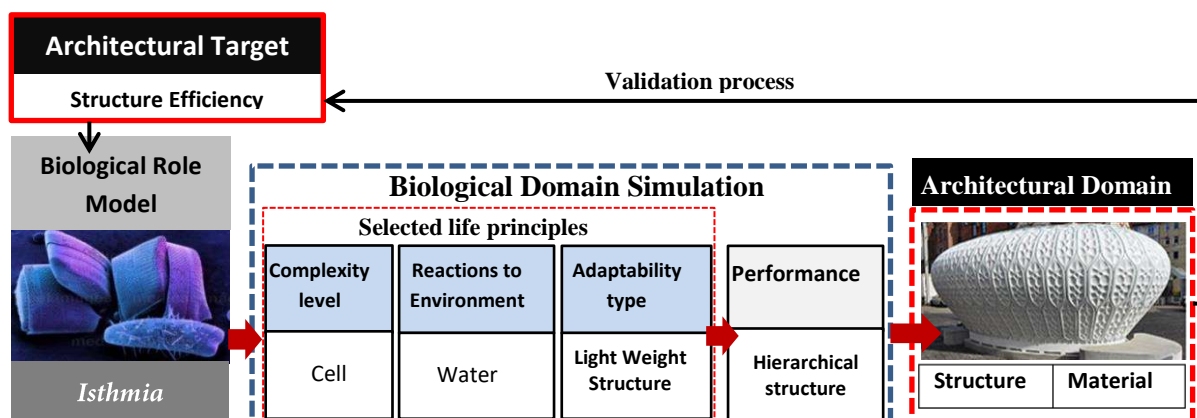 Architectural Target
Structure Efficiency
Validation process
Biological Role
Model
Isthmia
Biological Domain Simulation
Selected life principles
Complexity
level
Reactions to
Environment
Adaptability
type
Performance
Cell
Water
Light Weight
Structure
Hierarchical
structure
Architectural Domain
Structure
Material